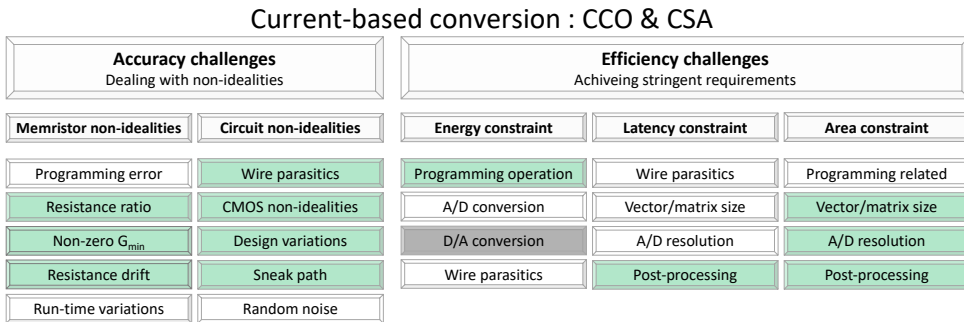 Current-based conversion : CCO & CSA
Accuracy challenges
Dealing with non-idealities
Efficiency challenges
Achiveing stringent requirements
Memristor non-idealities
Circuit non-idealities
Energy constraint
Latency constraint
Area constraint
Programming error
Wire parasitics
Programming operation
Wire parasitics
Programming related
Resistance ratio
CMOS non-idealities
A/D conversion
Vector/matrix size
Vector/matrix size
Non-zero Gmin
Design variations
D/A conversion
A/D resolution
A/D resolution
Resistance drift
Sneak path
Wire parasitics
Post-processing
Post-processing
Run-time variations
Random noise